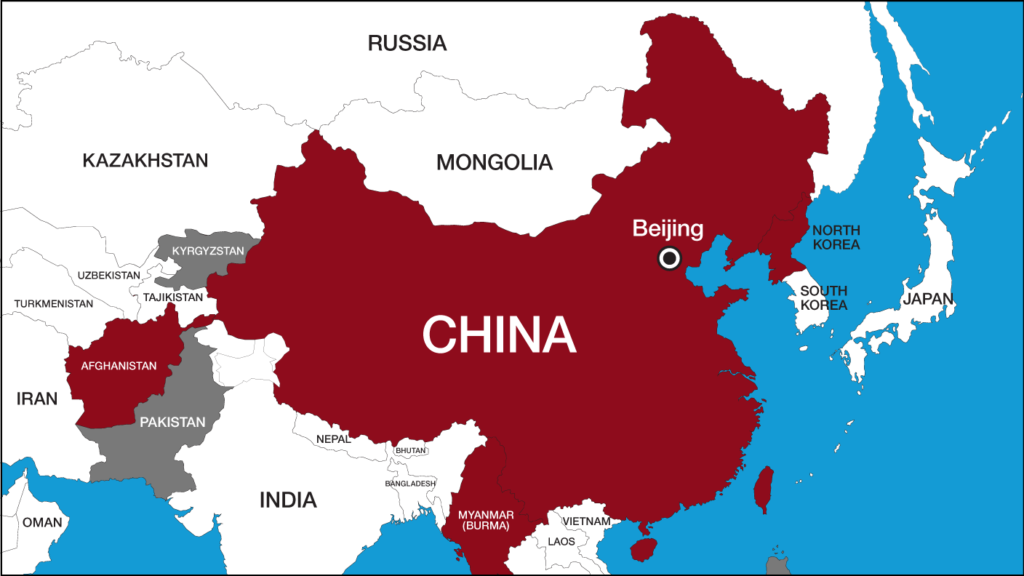 RUSSIA
KAZAKHSTAN
MONGOLIA
Beijing
NORTH
KOREA
KYRGYZSTAN
UZBEKISTAN
TURKMENISTAN
TAJIKISTAN
SOUTH
KOREA
JAPAN
CHINA
AFGHANISTAN
IRAN
PAKISTAN
NEPAL
BHUTAN
BANGLADESH
INDIA
OMAN
MYANMAR
(BURMA)
VIETNAM
LAOS